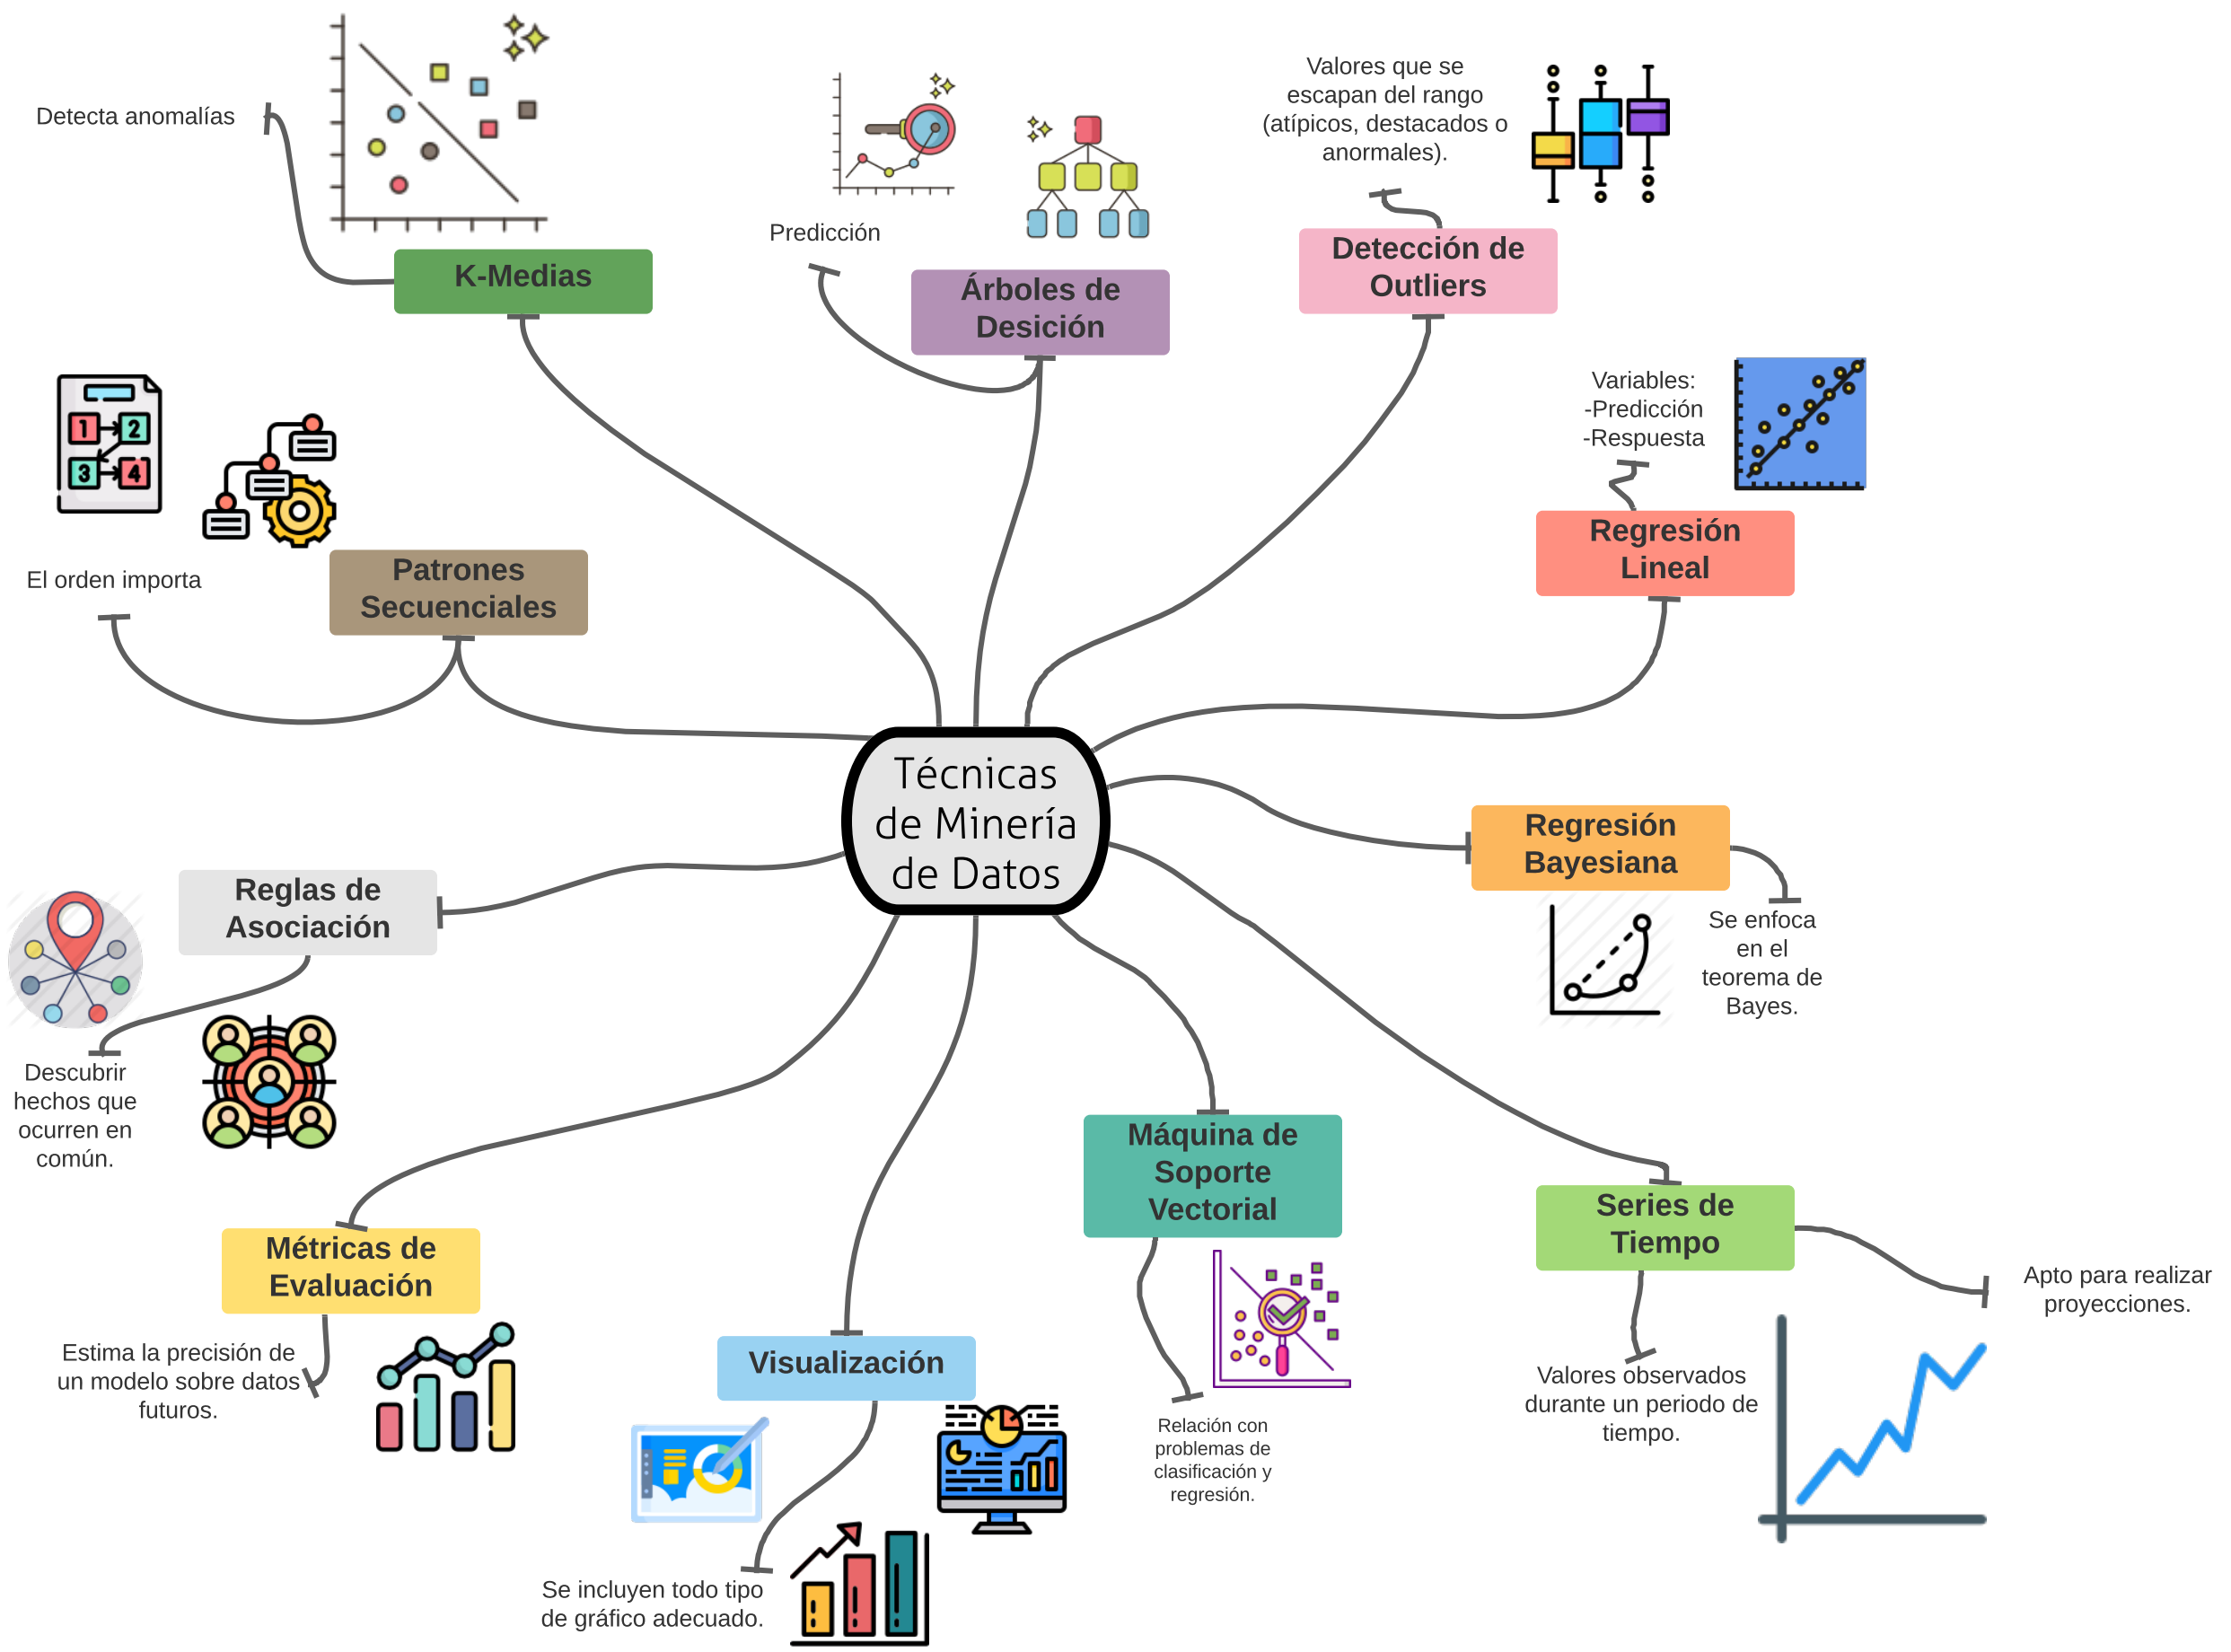 Detecta anomalías
K-Medias
Predicción
Árboles de
Desición
Valores que se
escapan del rango
(atípicos, destacados o
anormales).
Detección de
Outliers
Variables:
-Predicción
-Respuesta
Regresión
Lineal
1 2
3 4
El orden importa
Patrones
Secuenciales
Técnicas
de Minería
de Datos
Regresión
Bayesiana
Se enfoca
en el
teorema de
Bayes.
Reglas de
Asociación
Descubrir
hechos que
ocurren en
común.
Métricas de
Evaluación
Estima la precisión de
un modelo sobre datos
futuros.
Visualización
Se incluyen todo tipo
de gráfico adecuado.
Máquina de
Soporte
Vectorial
Relación con
problemas de
clasificación y
regresión.
Series de
Tiempo
Apto para realizar
proyecciones.
Valores observados
durante un periodo de
tiempo.